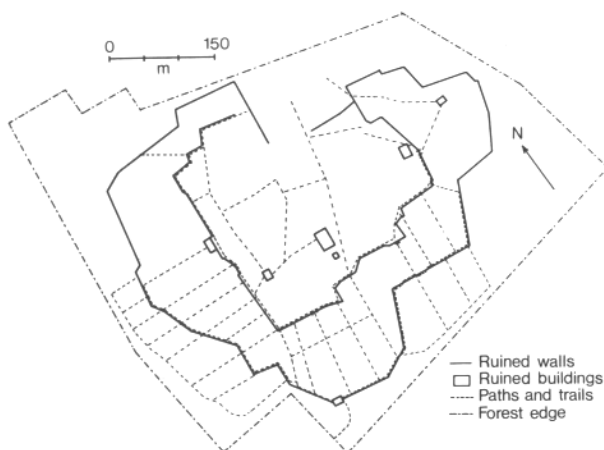 0 150
m
N
Ruined walls
Ruined buildings
Paths and trails
Forest edge